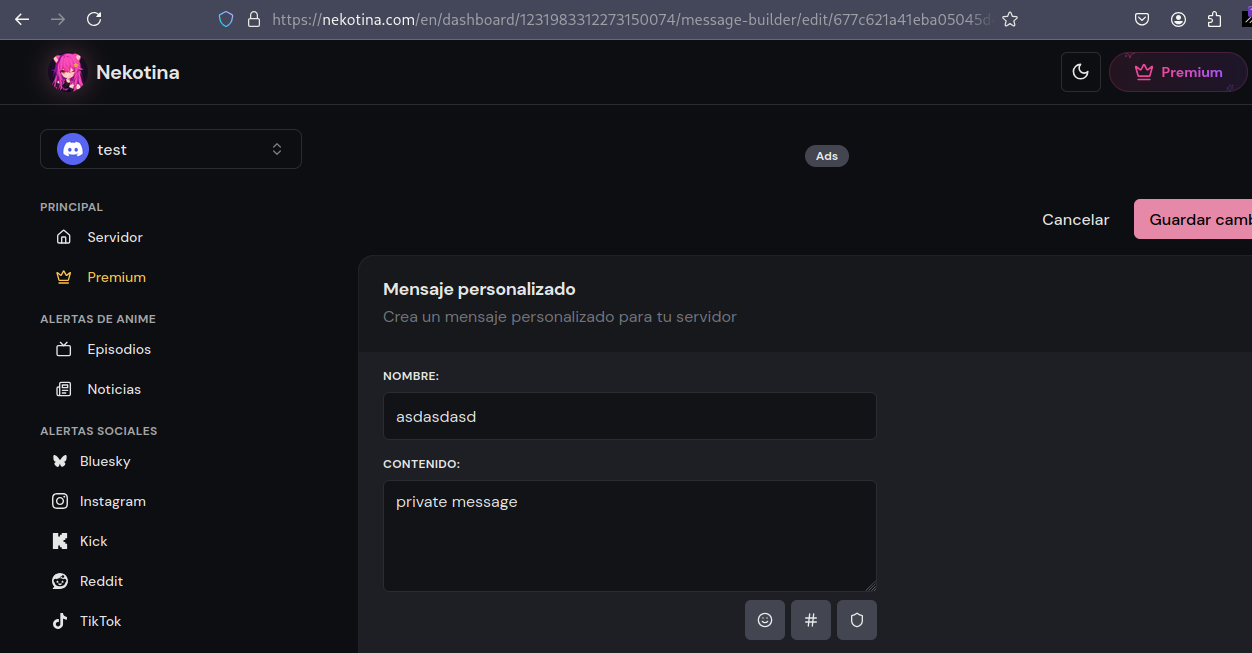 https://nekotina.com/en/dashboard/1231983312273150074/message-builder/edit/677c621a41eba05045d
Nekotina
Premium
test
Ads
PRINCIPAL
Cancelar
Guardar camb
Servidor
Premium
Mensaje personalizado
Crea un mensaje personalizado para tu servidor
ALERTAS DE ANIME
Episodios
Noticias
NOMBRE:
asdasdasd
ALERTAS SOCIALES
Bluesky
Instagram
Kick
Reddit
TikTok
CONTENIDO:
private message